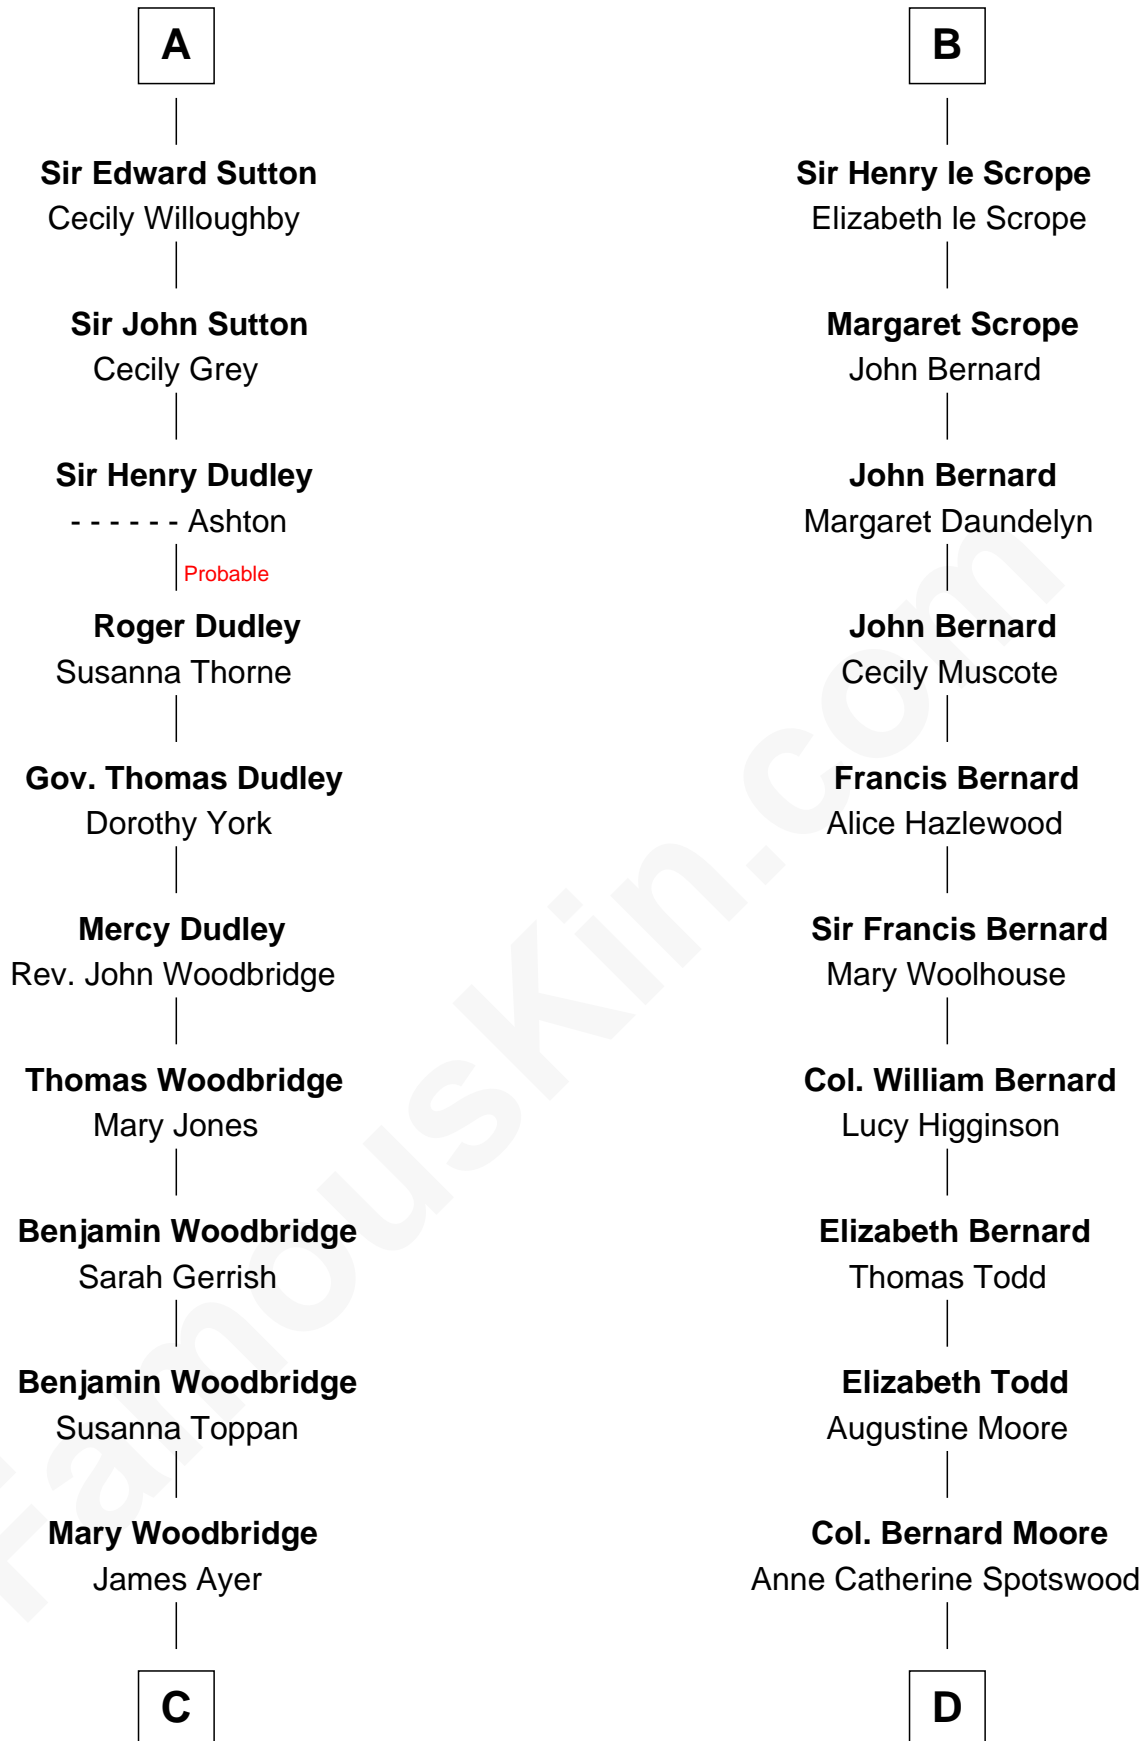 A
Sir Edward Sutton
Cecily Willoughby
Sir John Sutton
Cecily Grey
Sir Henry Dudley
- - - - - - Ashton
Probable
Roger Dudley
Susanna Thorne
Gov. Thomas Dudley
Dorothy York
Mercy Dudley
Rev. John Woodbridge
Thomas Woodbridge
Mary Jones
Benjamin Woodbridge
Sarah Gerrish
Benjamin Woodbridge
Susanna Toppan
Mary Woodbridge
James Ayer
C
B
Sir Henry le Scrope
Elizabeth le Scrope
Margaret Scrope
John Bernard
John Bernard
Margaret Daundelyn
John Bernard
Cecily Muscote
Francis Bernard
Alice Hazlewood
Sir Francis Bernard
Mary Woolhouse
Col. William Bernard
Lucy Higginson
Elizabeth Bernard
Thomas Todd
Elizabeth Todd
Augustine Moore
Col. Bernard Moore
Anne Catherine Spotswood
D
FamousKin.com